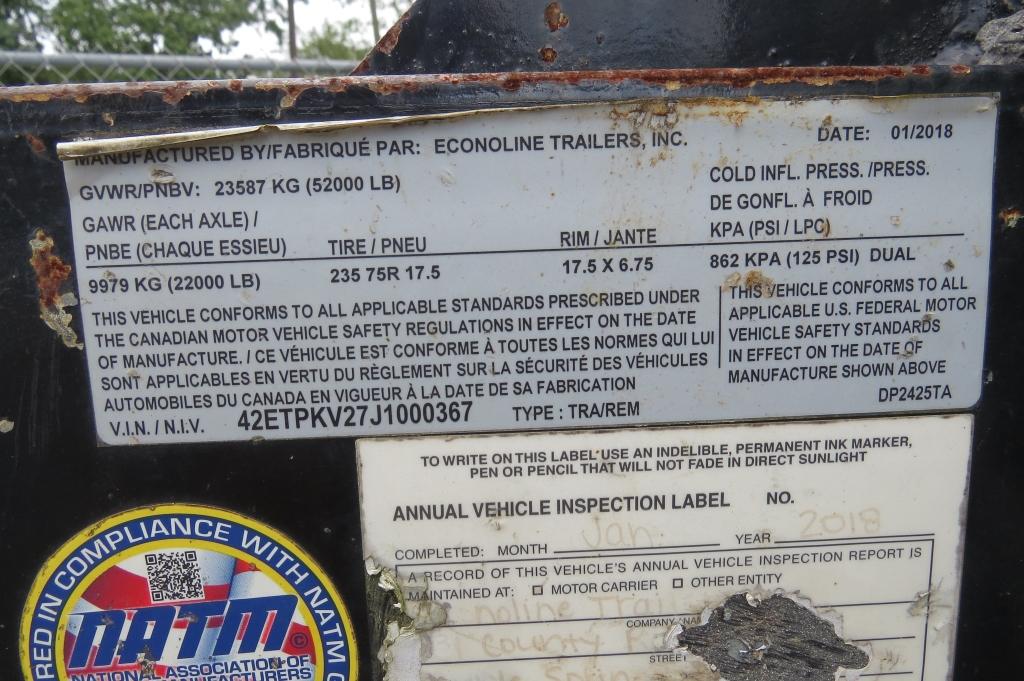 MANUFACTURED BY/FABRIQUÉ PAR: ECONOLINE TRAILERS, INC. DATE: 01/2018
GVWR/PNBV: 23587 KG (52000 LB)
COLD INFL. PRESS. /PRESS.
DE GONFL. À FROID
KPA (PSI / LPC)
GAWR (EACH AXLE) /
PNBE (CHAQUE ESSIEU) TIRE / PNEU RIM / JANTE
9979 KG (22000 LB) 235 75R 17.5 17.5 X 6.75 862 KPA (125 PSI) DUAL
THIS VEHICLE CONFORMS TO ALL APPLICABLE STANDARDS PRESCRIBED UNDER
THE CANADIAN MOTOR VEHICLE SAFETY REGULATIONS IN EFFECT ON THE DATE
OF MANUFACTURE. / CE VÉHICULE EST CONFORME À TOUTES LES NORMES QUI LUI
SONT APPLICABLES EN VERTU DU RÈGLEMENT SUR LA SÉCURITÉ DES VÉHICULES
AUTOMOBILES DU CANADA EN VIGUEUR À LA DATE DE SA FABRICATION
THIS VEHICLE CONFORMS TO ALL
APPLICABLE U.S. FEDERAL MOTOR
VEHICLE SAFETY STANDARDS
IN EFFECT ON THE DATE OF
MANUFACTURE SHOWN ABOVE
V.I.N. / N.I.V. 42ETPKV27J1000367 TYPE : TRA/REM DP2425TA
TO WRITE ON THIS LABEL USE AN INDELIBLE, PERMANENT INK MARKER,
PEN OR PENCIL THAT WILL NOT FADE IN DIRECT SUNLIGHT
ANNUAL VEHICLE INSPECTION LABEL NO.
COMPLETED: MONTH Jan YEAR 2018
A RECORD OF THIS VEHICLE'S ANNUAL VEHICLE INSPECTION REPORT IS
MAINTAINED AT: MOTOR CARRIER OTHER ENTITY
noline Trai
COMPANY NA
County
STREET
RED IN COMPLIANCE WITH NATM
NATM ©
NATIONAL ASSOCIATION OF
MANUFACTURERS